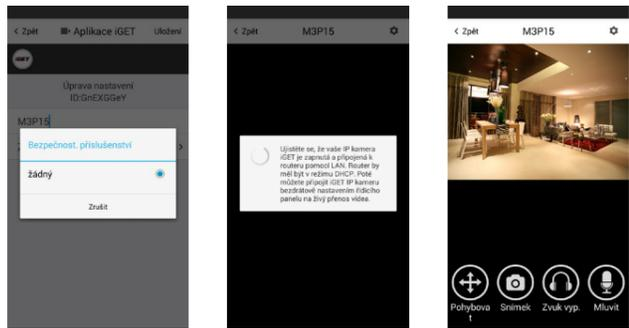 < Zpět
Aplikace iGET
Uložení
iGET
Úprava nastavení
ID:GnEXGGeY
M3P15
Bezpečnost. příslušenství
žádný
Zrušit
< Zpět
M3P15
Ujistěte se, že vaše IP kamera
iGET je zapnutá a připojená k
routeru pomocí LAN. Router by
měl být v režimu DHCP. Poté
můžete připojit iGET IP kameru
bezdrátově nastavením řídicího
panelu na živý přenos videa.
< Zpět
M3P15
Pohybova
t
Snímek
Zvuk vyp.
Mluvit